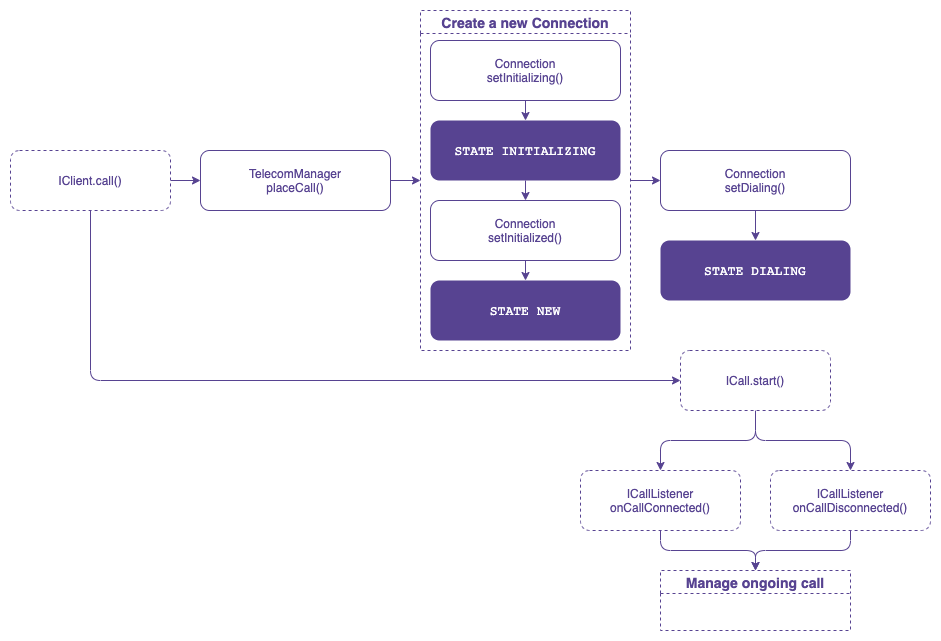 Create a new Connection
Connection
setInitializing()
STATE INITIALIZING
IClient.call()
TelecomManager
placeCall()
Connection
setDialing()
Connection
setInitialized()
STATE DIALING
STATE NEW
ICall.start()
ICallListener
onCallConnected()
ICallListener
onCallDisconnected()
Manage ongoing call